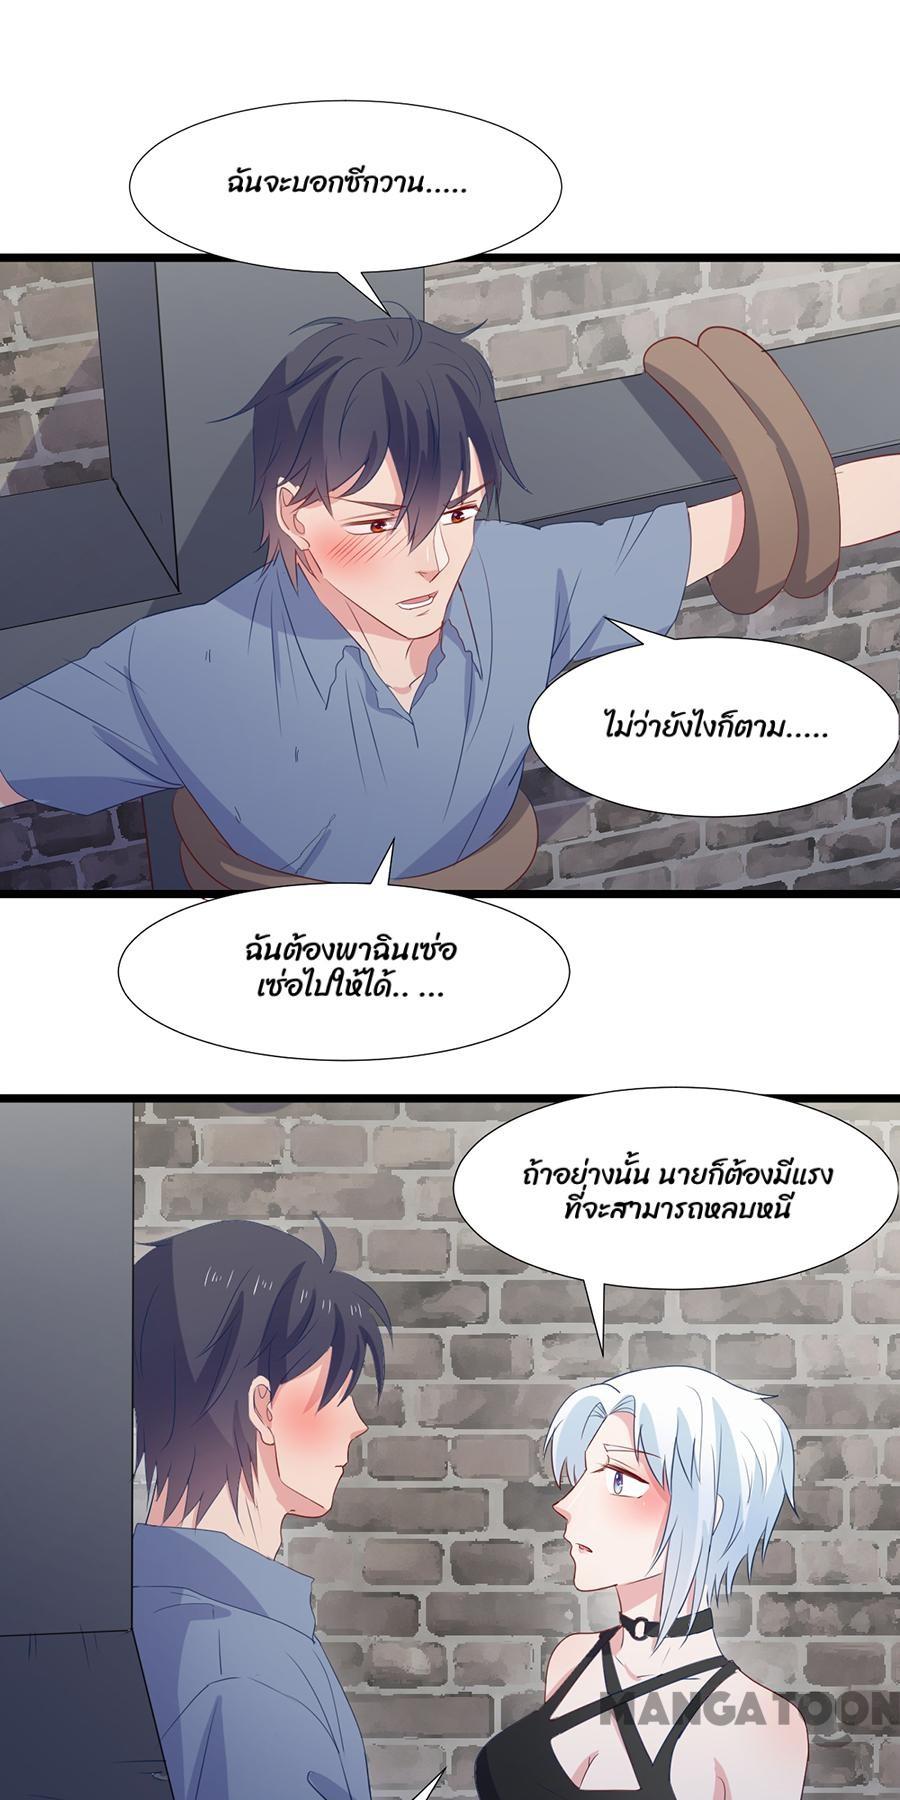 ฉันจะบอกซีกวาน.....
ไม่ว่ายังไงก็ตาม.....
ฉันต้องพาฉินเซ่อ
เซ่อไปให้ได้.. ...
ถ้าอย่างนั้น นายก็ต้องมีแรง
ที่จะสามารถหลบหนี
MANGATOON